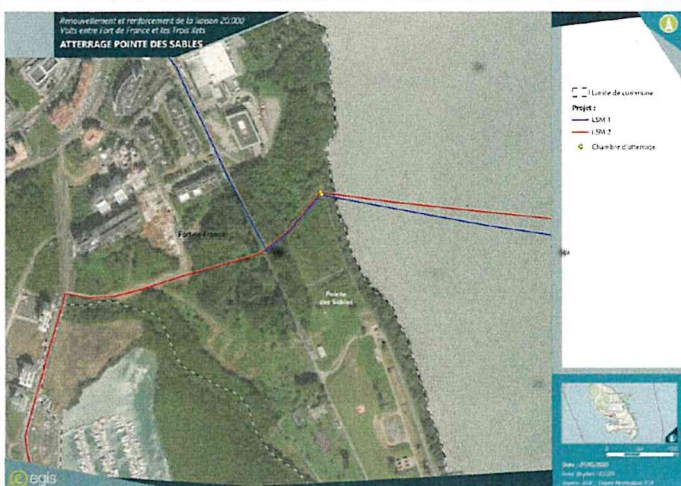 Renouvellement et renforcement de la liaison 20.000
Volts entre Fort de France et les Trois Ilets
ATTERRAGE POINTE DES SABLES
Limite de commune
Projet :
LSM 1
LSM 2
Chambre d'atterrage
Fort-de-France
Pointe
des Sables
egis